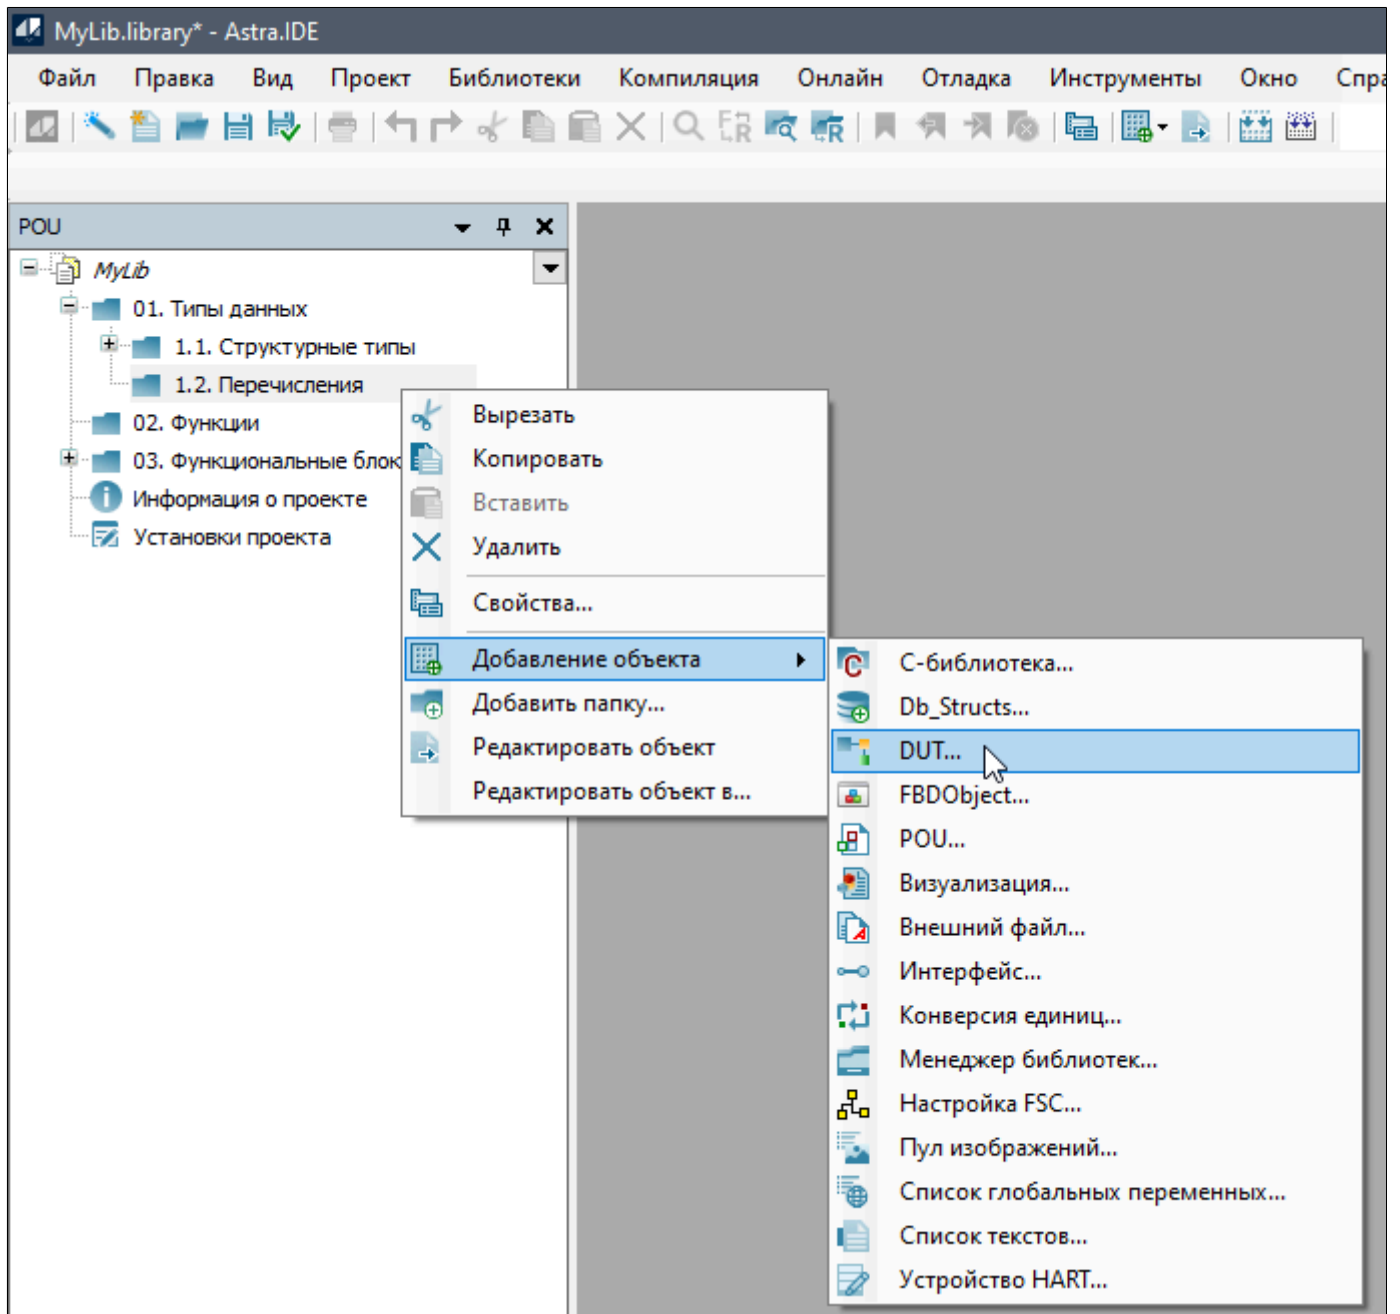 MyLib.library* - Astra.IDE
Файл Правка Вид Проект Библиотеки Компиляция Онлайн Отладка Инструменты Окно Спра
POU
MyLib
01. Типы данных
1.1. Структурные типы
1.2. Перечисления
02. Функции
03. Функциональные блок
Информация о проекте
Установки проекта
Вырезать
Копировать
Вставить
Удалить
Свойства...
Добавление объекта
Добавить папку...
Редактировать объект
Редактировать объект в...
С-библиотека...
Db_Structs...
DUT...
FBDObject...
POU...
Визуализация...
Внешний файл...
Интерфейс...
Конверсия единиц...
Менеджер библиотек...
Настройка FSC...
Пул изображений...
Список глобальных переменных...
Список текстов...
Устройство HART...